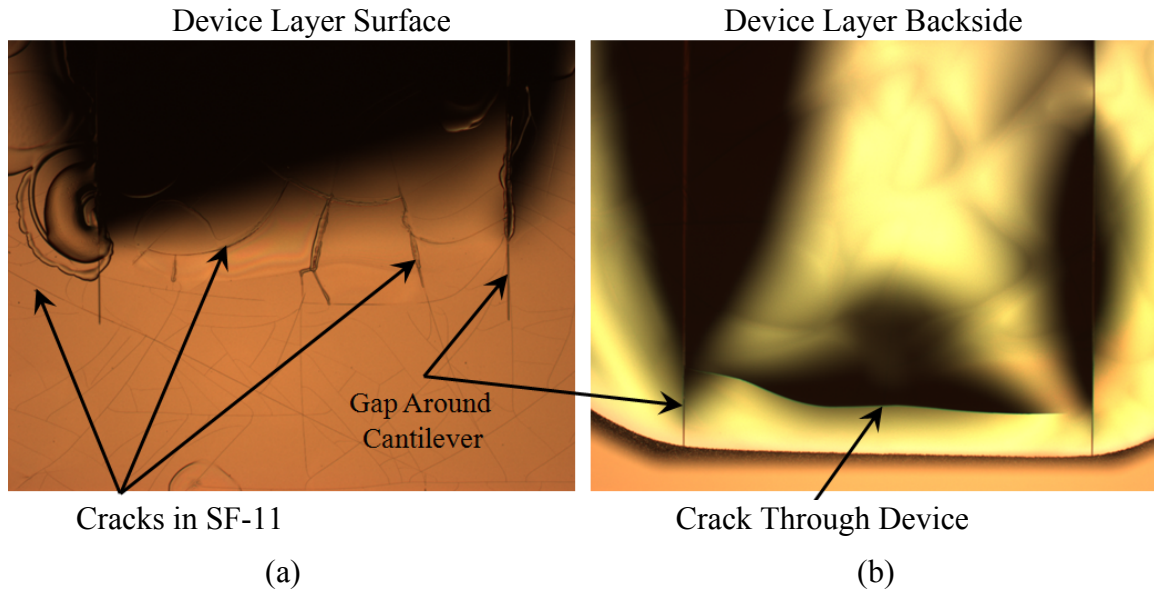 Device Layer Surface
Device Layer Backside
Gap Around
Cantilever
Cracks in SF-11
Crack Through Device
(a)
(b)